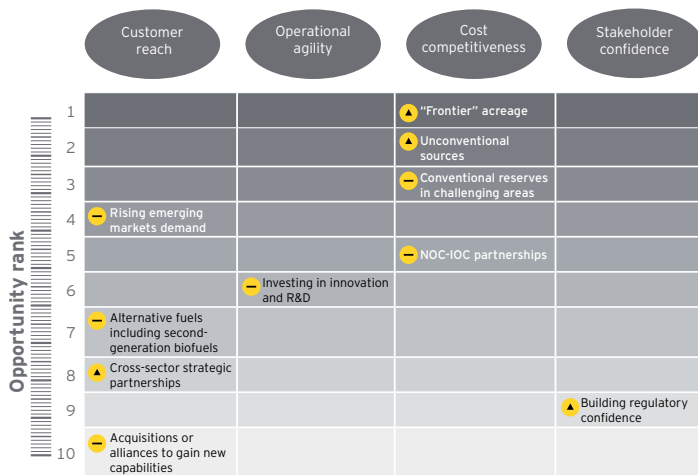 Customer
reach
Operational
agility
Cost
competitiveness
Stakeholder
confidence
Opportunity rank
1
"Frontier" acreage
2
Unconventional
sources
3
Conventional reserves
in challenging areas
4
Rising emerging
markets demand
5
NOC-IOC partnerships
6
Investing in innovation
and R&D
7
Alternative fuels
including second-
generation biofuels
8
Cross-sector strategic
partnerships
9
Building regulatory
confidence
10
Acquisitions or
alliances to gain new
capabilities